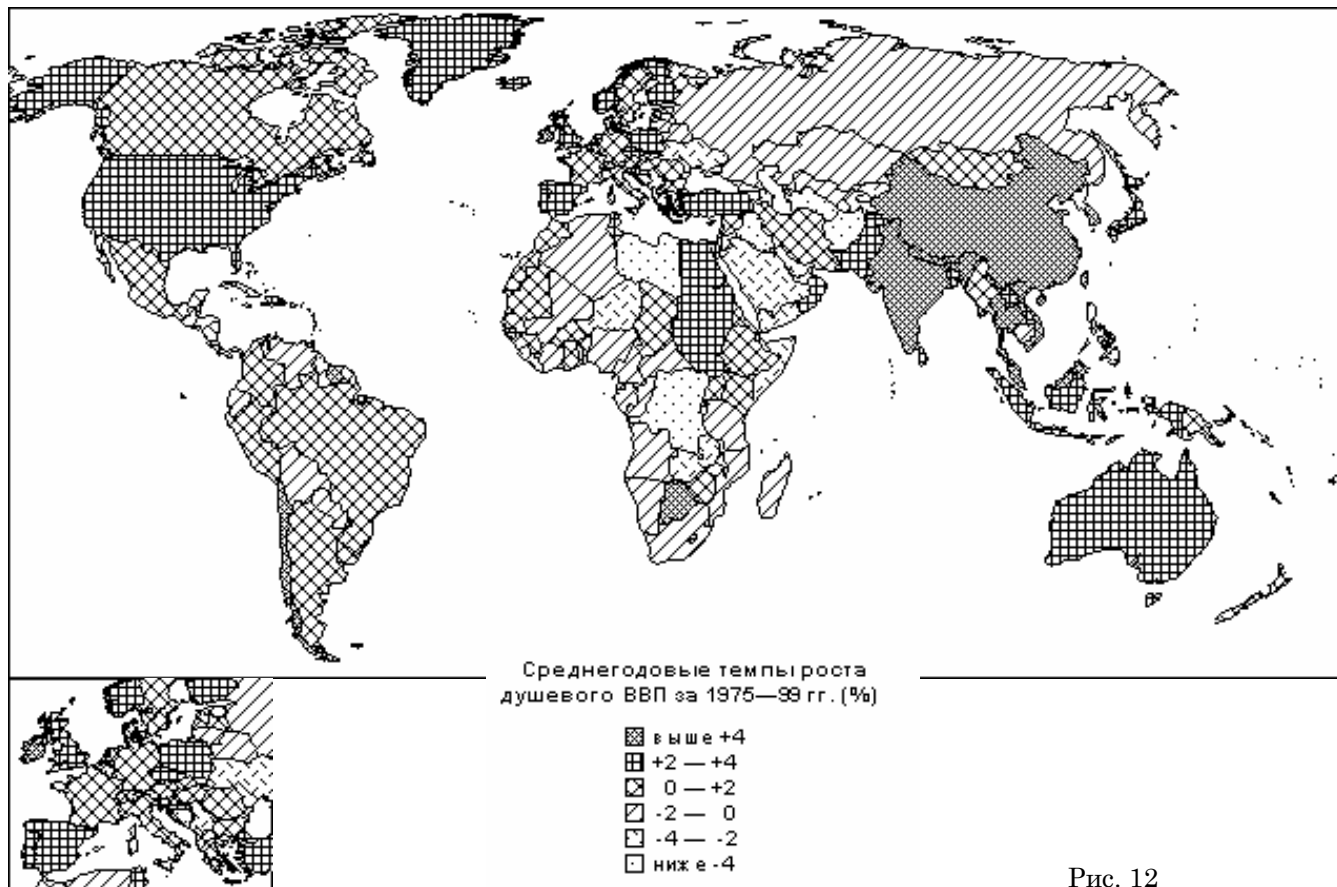 Среднегодовые темпы роста
душевого ВВП за 1975—99 гг. (%)
выше +4
+2 — +4
0 — +2
-2 — 0
-4 — -2
ниже -4
Рис. 12